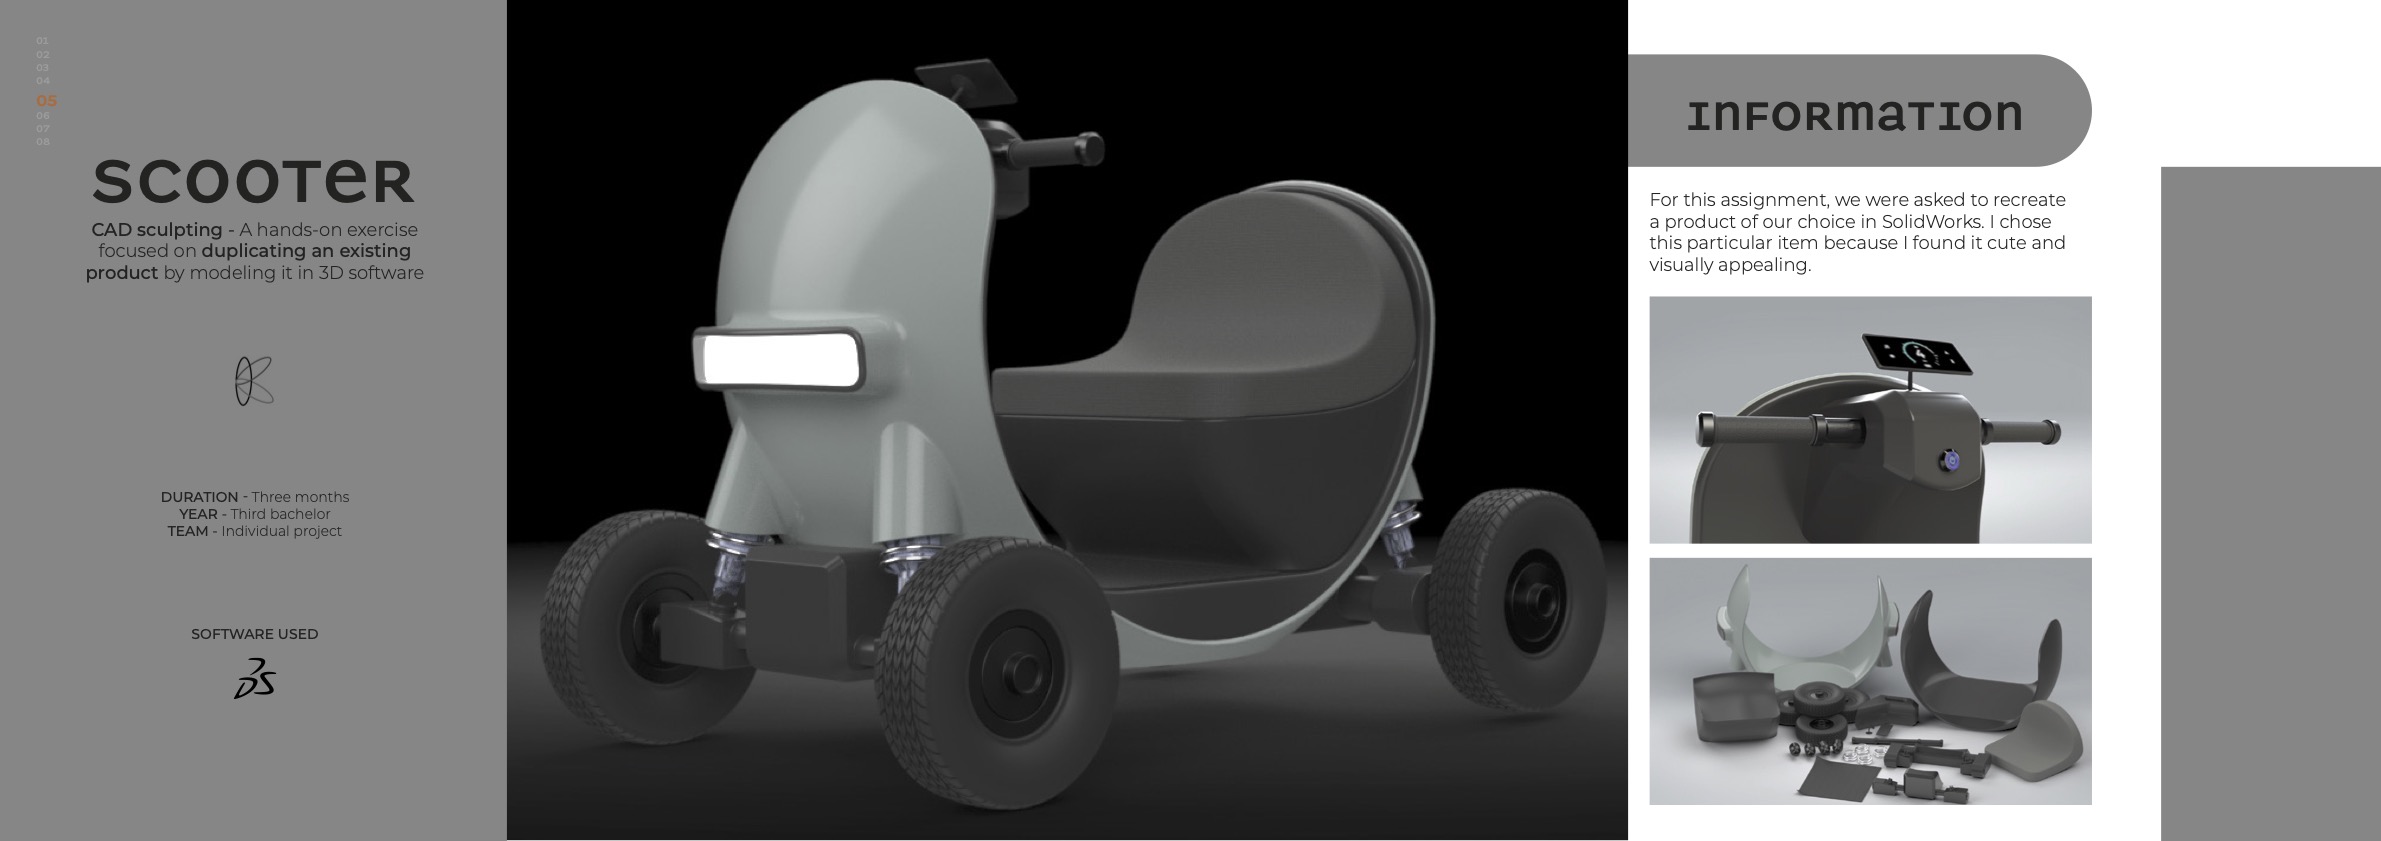 01
02
03
04
05
06
07
08
SCOOTER
CAD sculpting - A hands-on exercise
focused on duplicating an existing
product by modeling it in 3D software
DURATION - Three months
YEAR - Third bachelor
TEAM - Individual project
SOFTWARE USED
INFORMATION
For this assignment, we were asked to recreate
a product of our choice in SolidWorks. I chose
this particular item because I found it cute and
visually appealing.